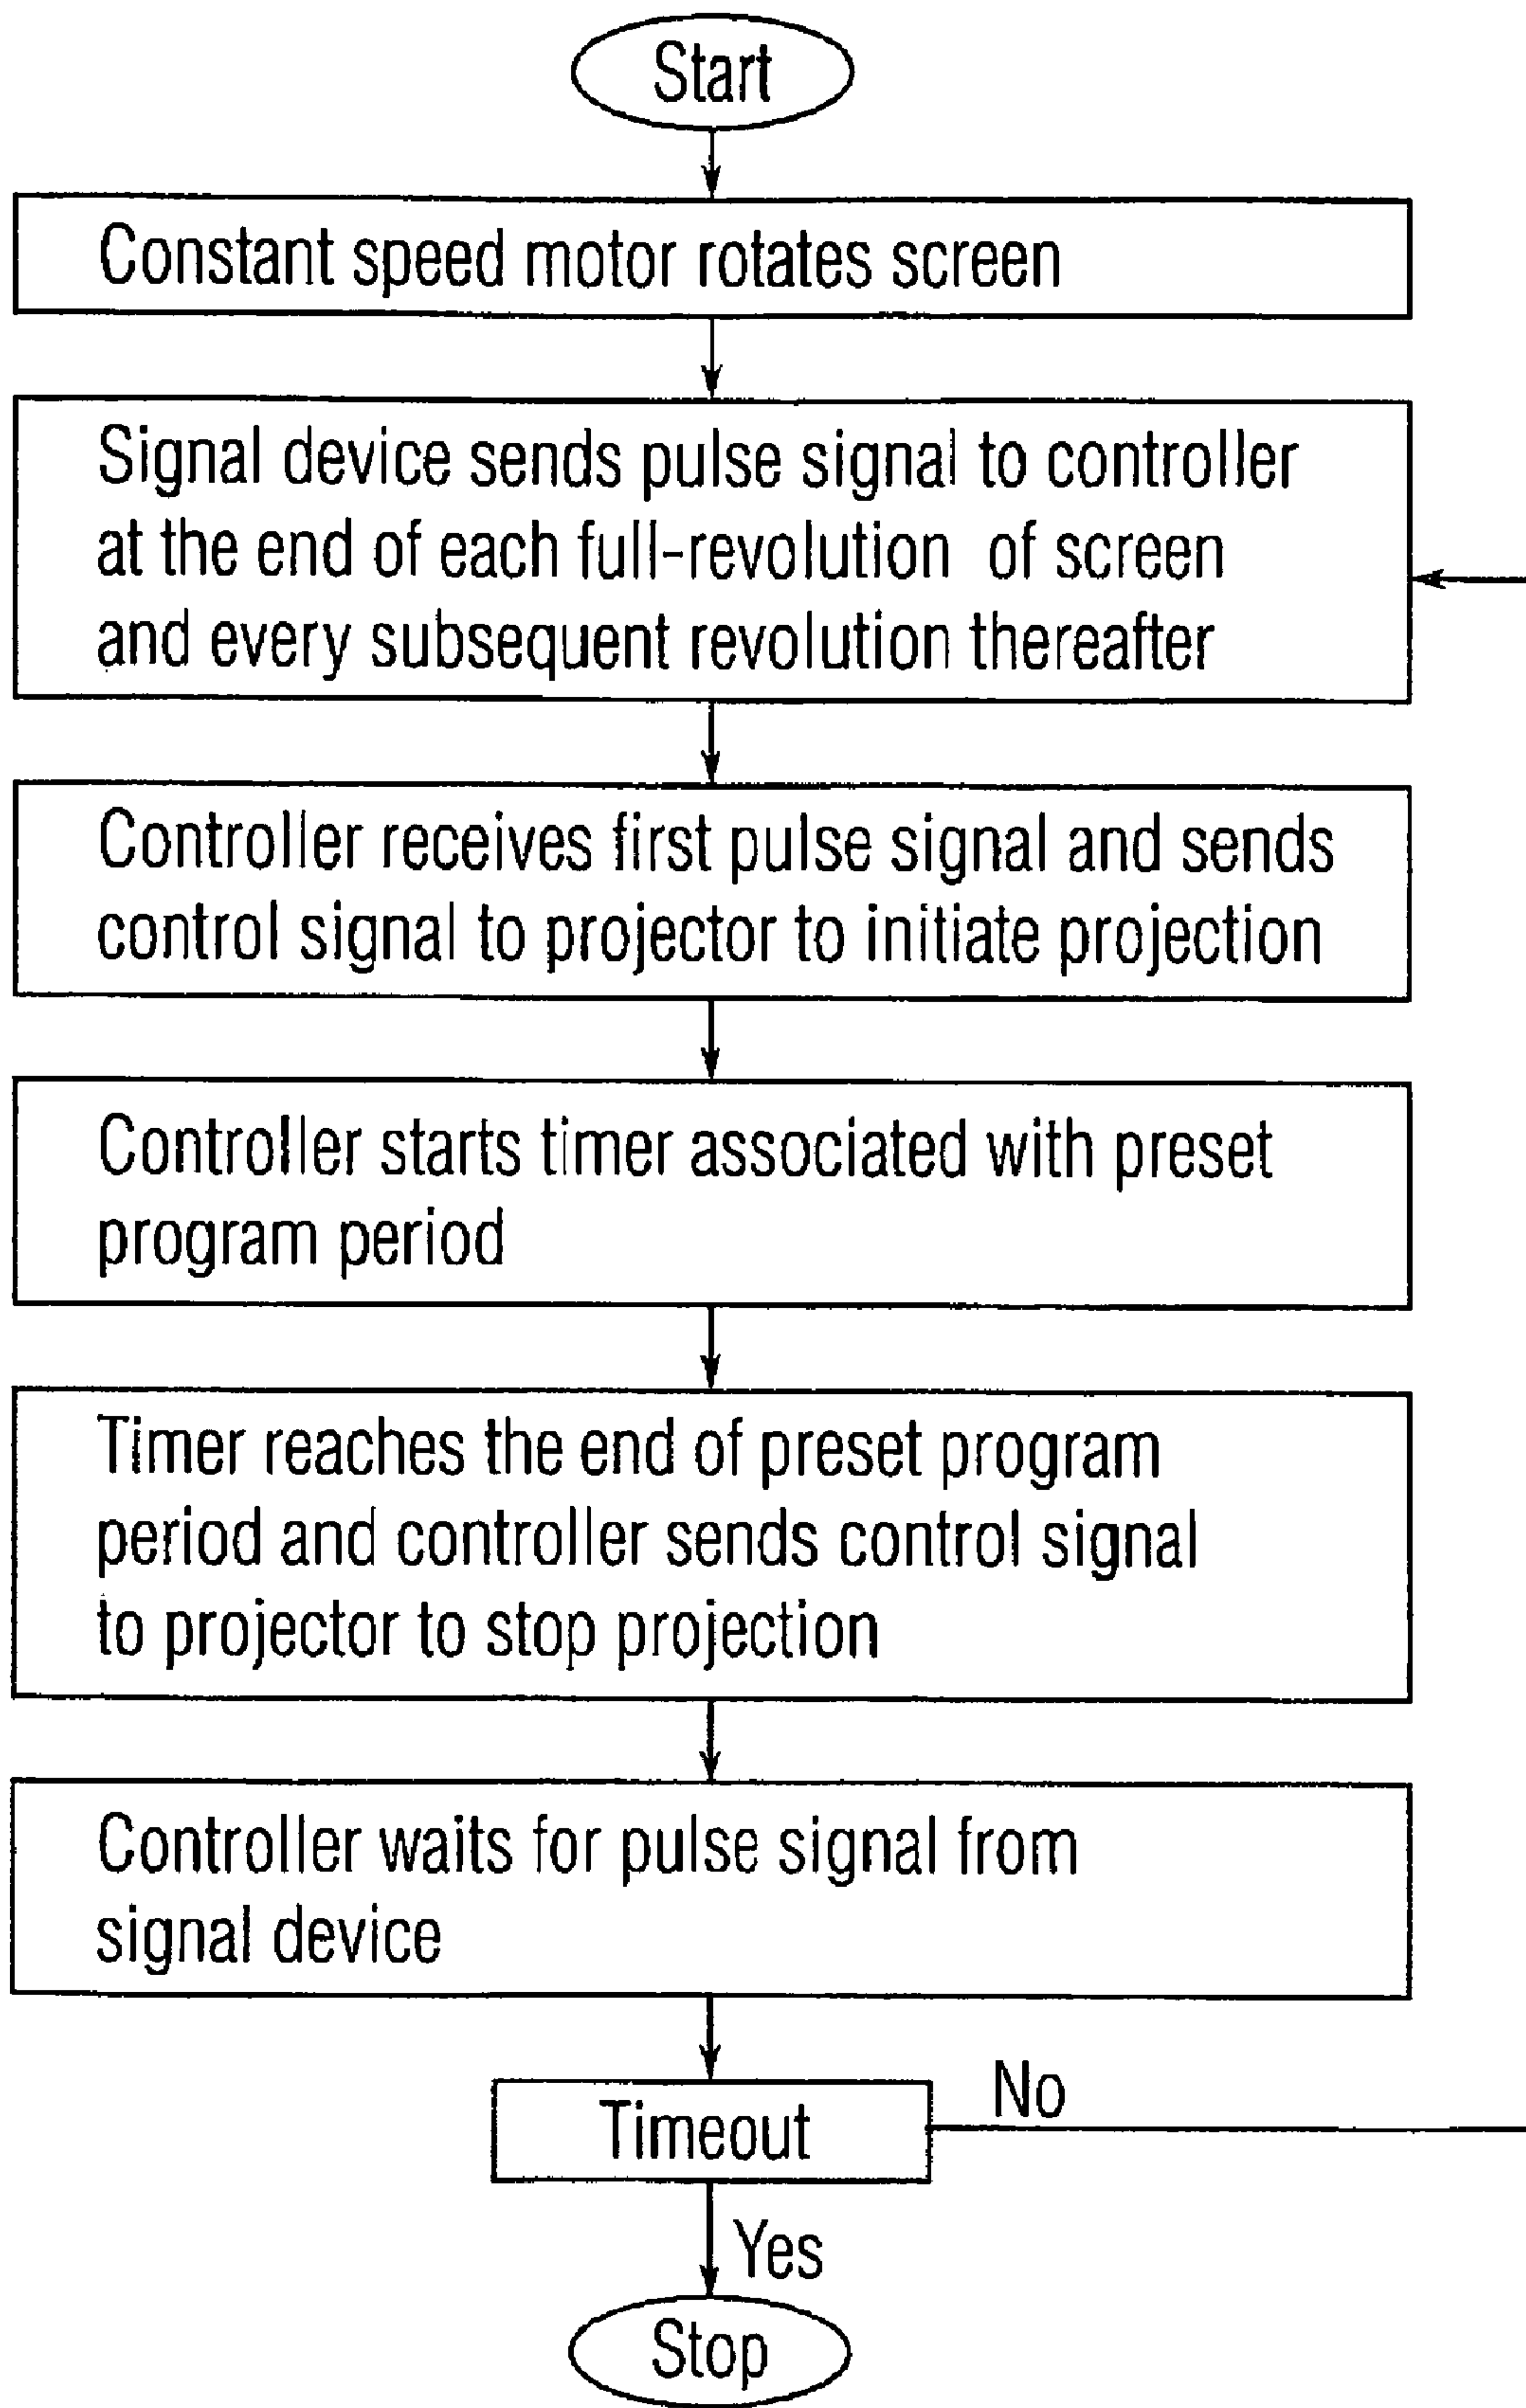 Start
Constant speed motor rotates screen
Signal device sends pulse signal to controller
at the end of each full-revolution of screen
and every subsequent revolution thereafter
Controller receives first pulse signal and sends
control signal to projector to initiate projection
Controller starts timer associated with preset
program period
Timer reaches the end of preset program
period and controller sends control signal
to projector to stop projection
Controller waits for pulse signal from
signal device
Timeout
No
Yes
Stop